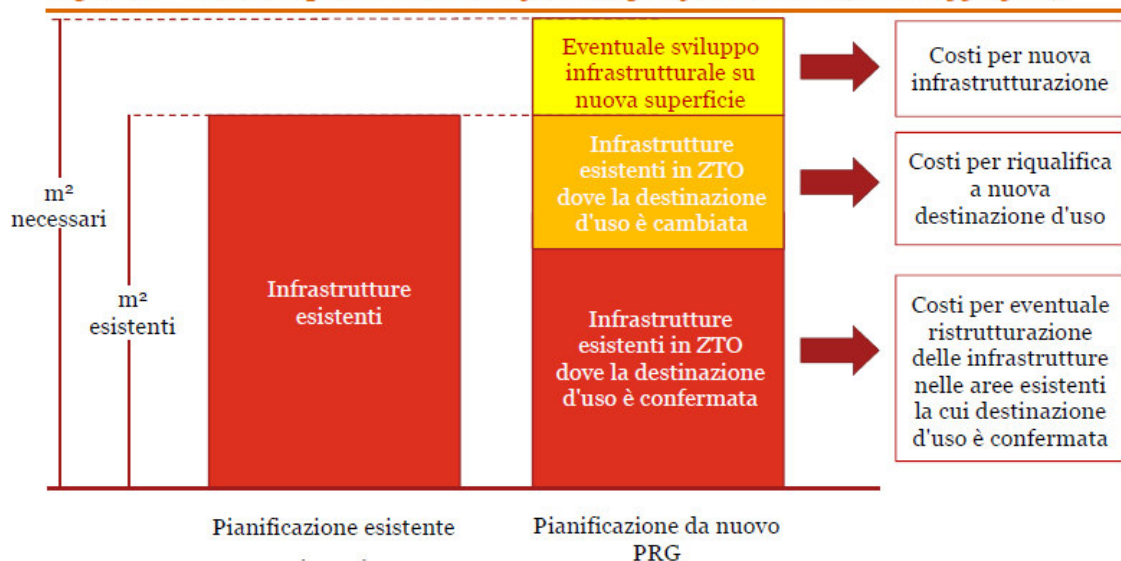 Eventuale sviluppo
infrastrutturale su
nuova superficie
Costi per nuova
infrastrutturazione
Infrastrutture
esistenti in ZTO
dove la destinazione
d'uso è cambiata
Costi per riqualifica
a nuova
destinazione d'uso
m²
necessari
m²
esistenti
Infrastrutture
esistenti
Infrastrutture
esistenti in ZTO
dove la destinazione
d'uso è confermata
Costi per eventuale
ristrutturazione
delle infrastrutture
nelle aree esistenti
la cui destinazione
d'uso è confermata
Pianificazione esistente
Pianificazione da nuovo
PRG